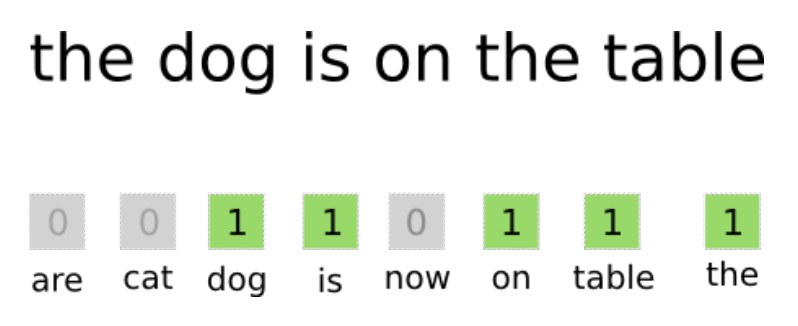 the dog is on the table
0 0 1 1 0 1 1 1
are cat dog is now on table the